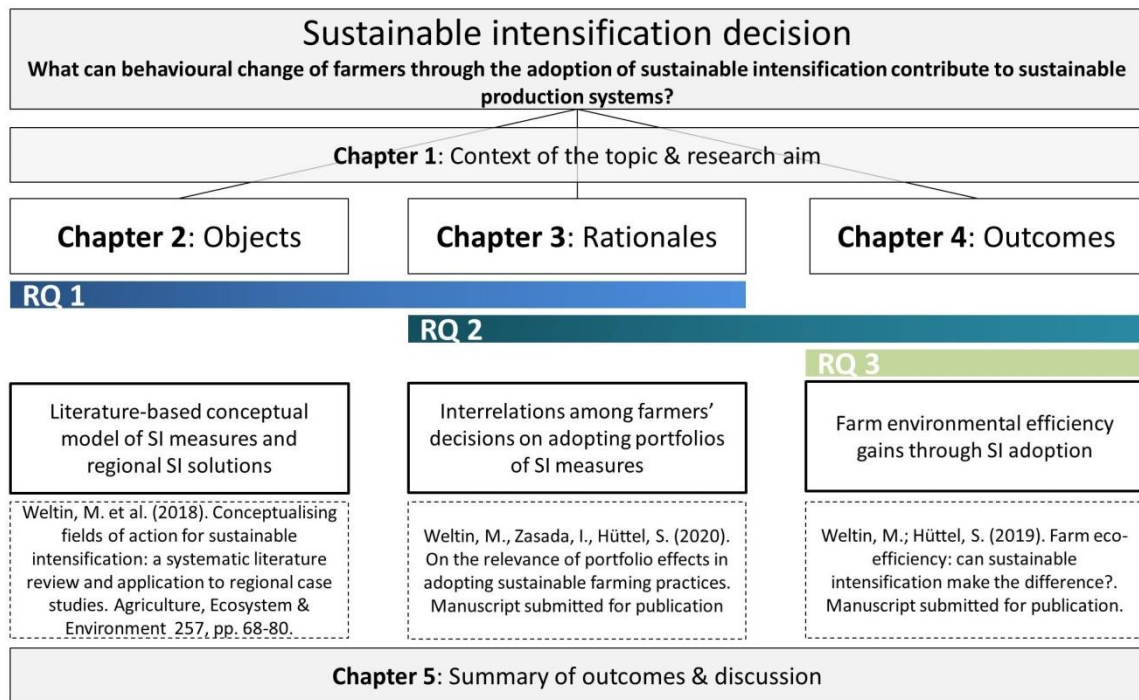 Sustainable intensification decision
What can behavioural change of farmers through the adoption of sustainable intensification contribute to sustainable
production systems?
Chapter 1: Context of the topic & research aim
Chapter 2: Objects
Chapter 3: Rationales
Chapter 4: Outcomes
RQ 1
RQ 2
RQ 3
Literature-based conceptual
model of SI measures and
regional SI solutions
Interrelations among farmers'
decisions on adopting portfolios
of SI measures
Farm environmental efficiency
gains through SI adoption
Weltin, M. et al. (2018). Conceptualising
fields of action for sustainable
intensification: a systematic literature
review and application to regional case
studies. Agriculture, Ecosystem &
Environment 257, pp. 68-80.
Weltin, M., Zasada, I., Hüttel, S. (2020).
On the relevance of portfolio effects in
adopting sustainable farming practices.
Manuscript submitted for publication
Weltin, M.; Hüttel, S. (2019). Farm eco-
efficiency: can sustainable
intensification make the difference?.
Manuscript submitted for publication.
Chapter 5: Summary of outcomes & discussion